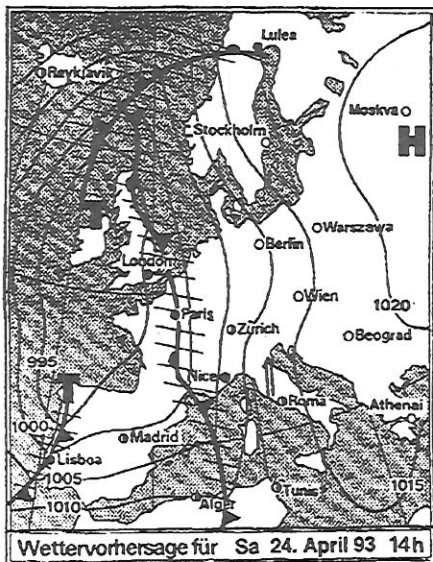 Lulea
Reykjavik
Moskva
H
Stockholm
T
Warszawa
Berlin
London
Wien
Paris
1020
Zürich
Beograd
995
Nice
T
Roma
1000
Athenai
Madrid
Lisboa
1005
1015
Tunis
1010
Alger
Wettervorhersage für Sa 24. April 93 14h